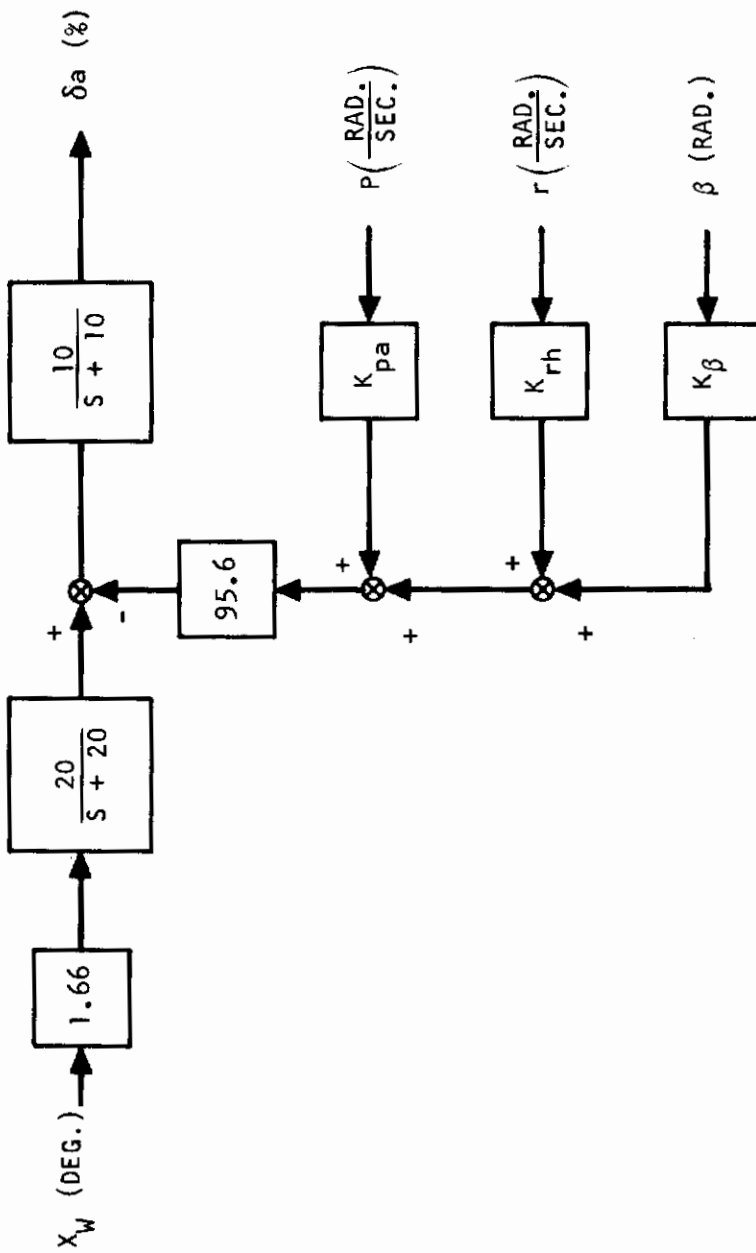 X_W (DEG.)
1.66
20
S + 20
+
-
10
S + 10
δa (%)
95.6
+
+
K_pa
P(RAD./SEC.)
+
+
K_rh
r(RAD./SEC.)
K_β
β (RAD.)